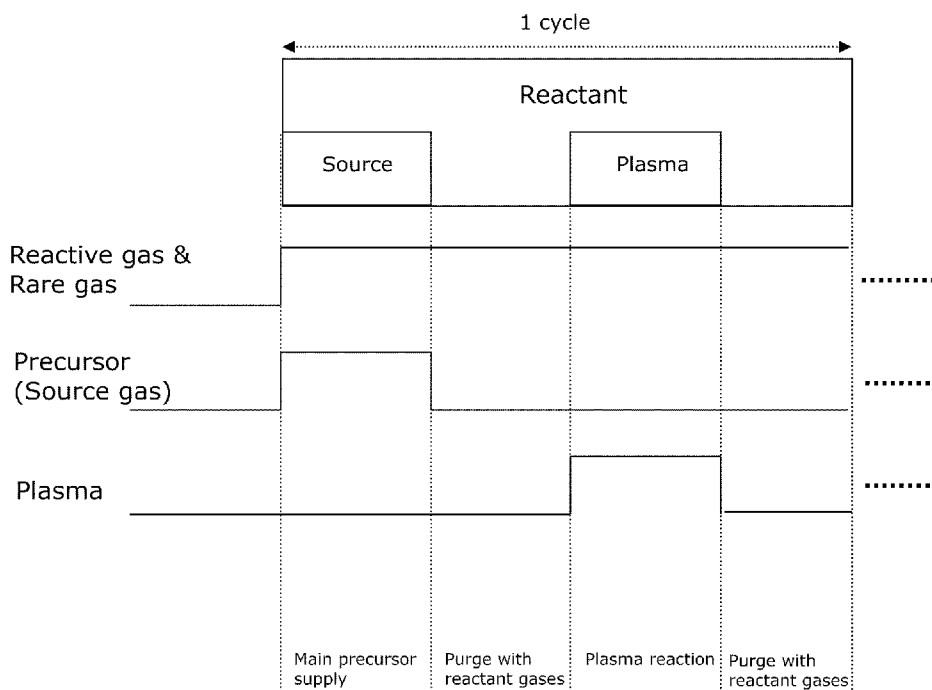 1 cycle
Reactant
Source
Plasma
Reactive gas &
Rare gas
Precursor
(Source gas)
Plasma
Main precursor
supply
Purge with
reactant gases
Plasma reaction
Purge with
reactant gases